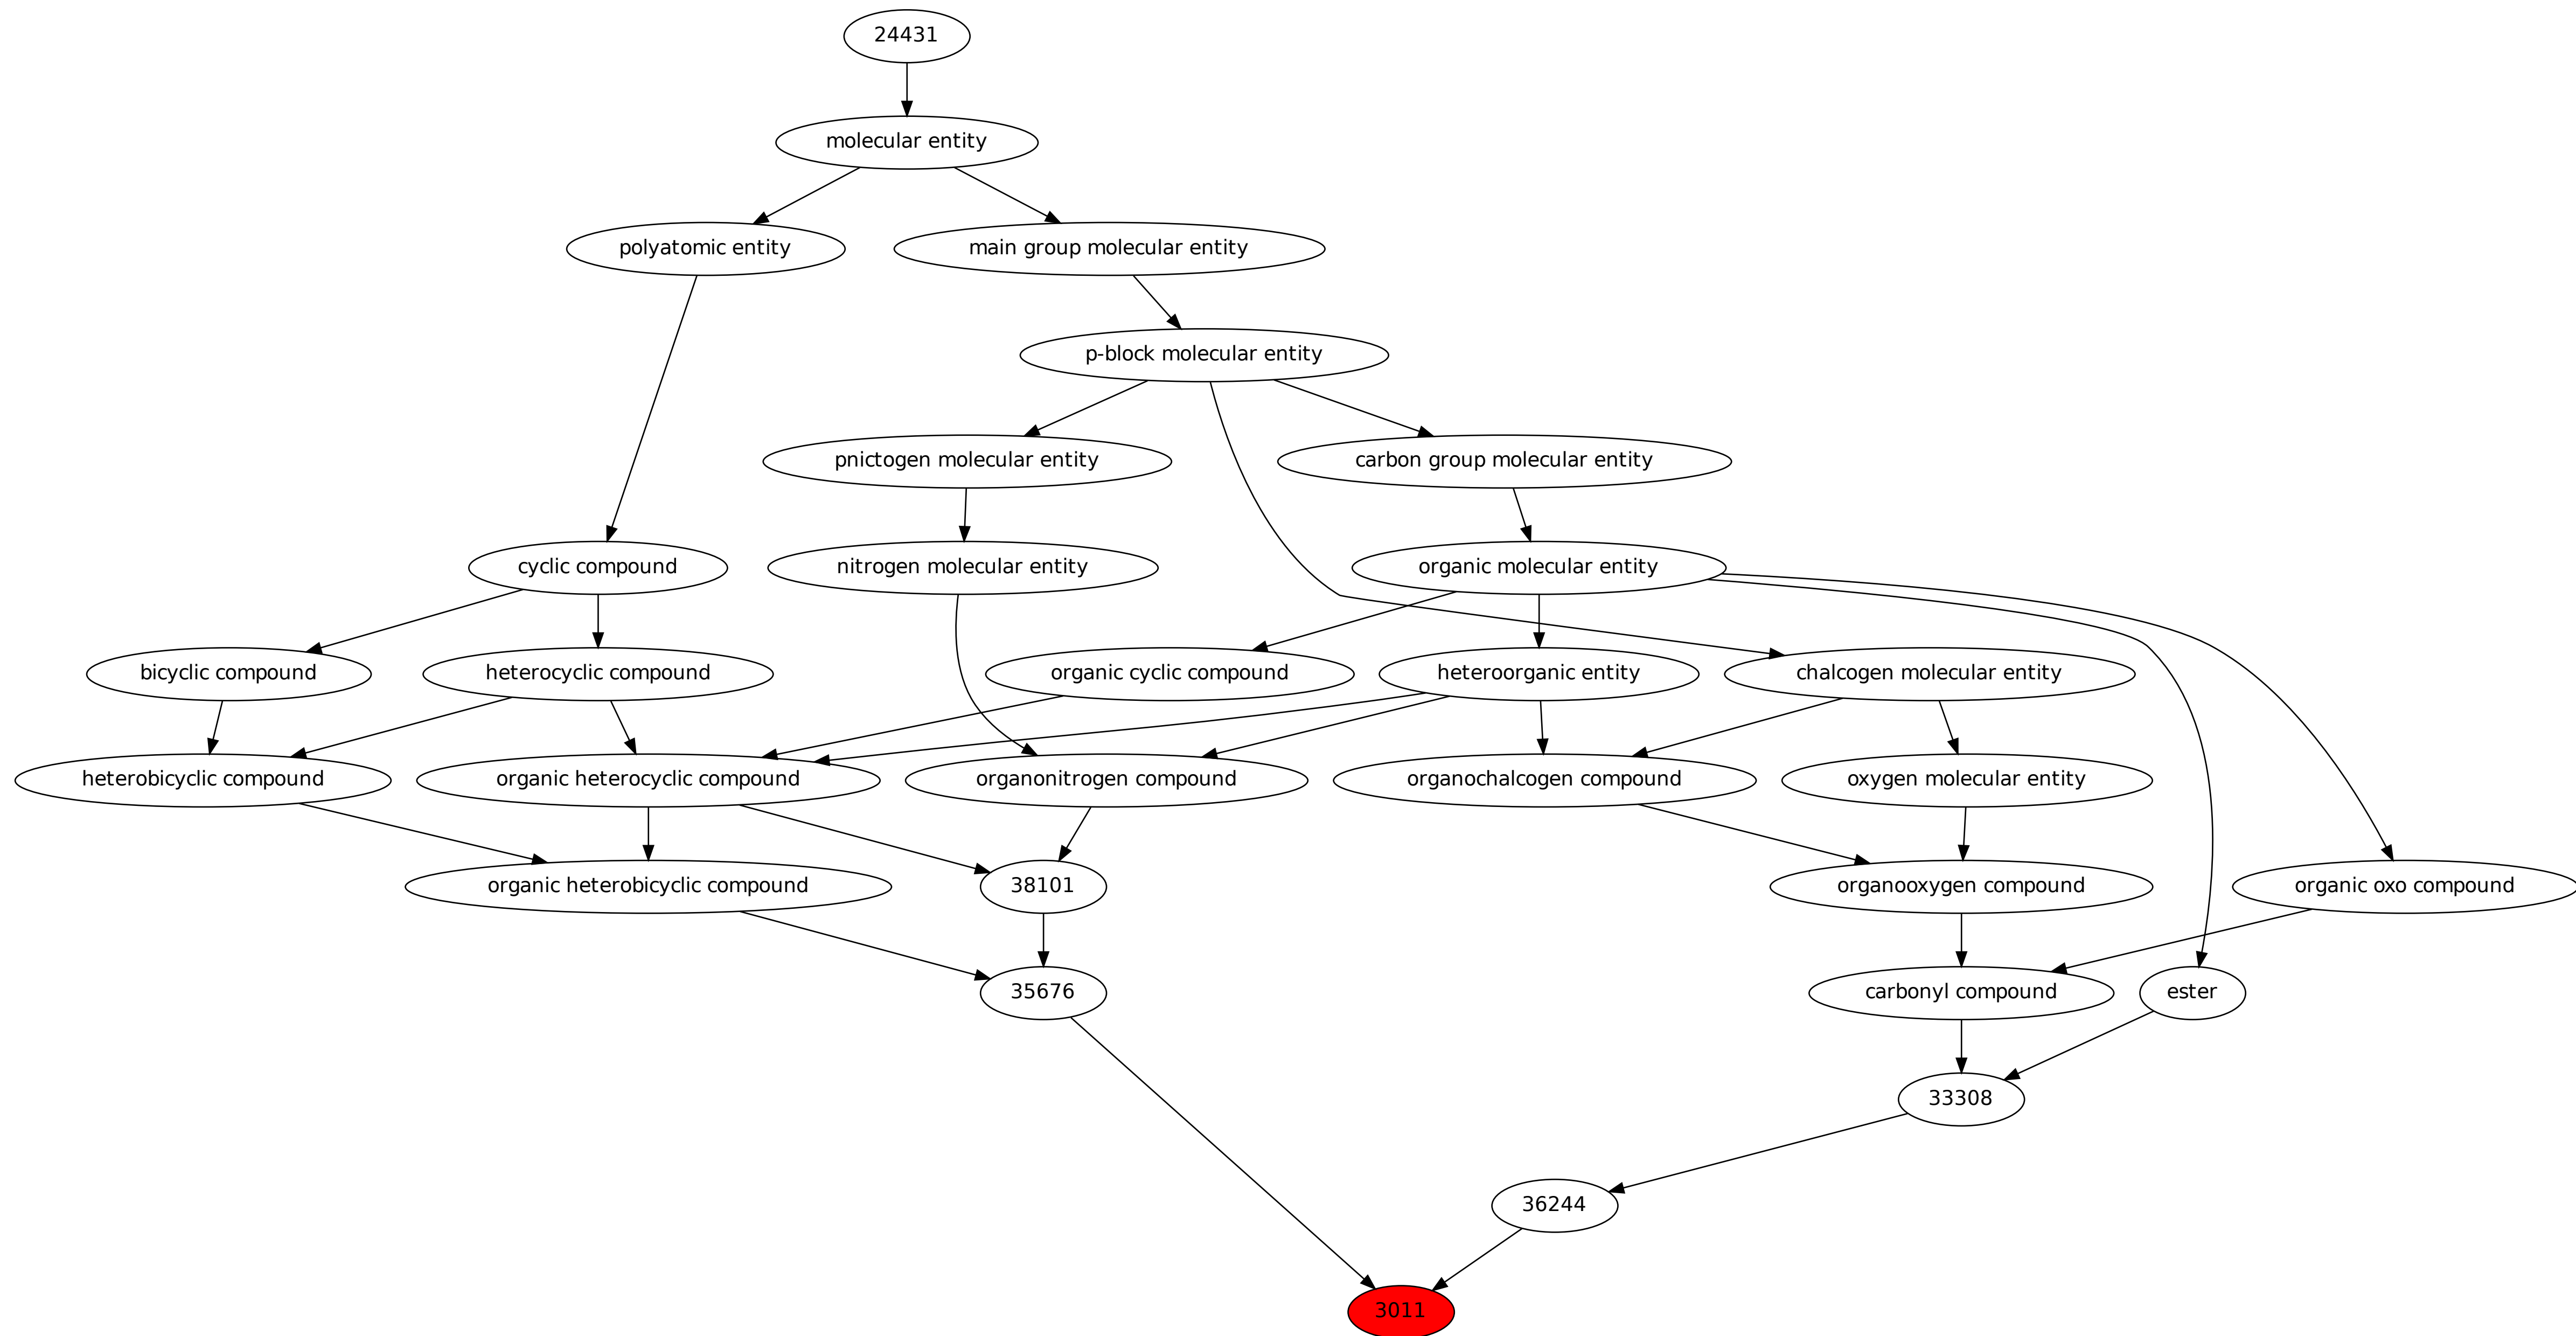 24431
molecular entity
polyatomic entity
main group molecular entity
p-block molecular entity
pnictogen molecular entity
carbon group molecular entity
cyclic compound
nitrogen molecular entity
organic molecular entity
bicyclic compound
heterocyclic compound
organic cyclic compound
heteroorganic entity
chalcogen molecular entity
heterobicyclic compound
organic heterocyclic compound
organonitrogen compound
organochalcogen compound
oxygen molecular entity
organic heterobicyclic compound
38101
organooxygen compound
organic oxo compound
35676
carbonyl compound
ester
33308
36244
3011